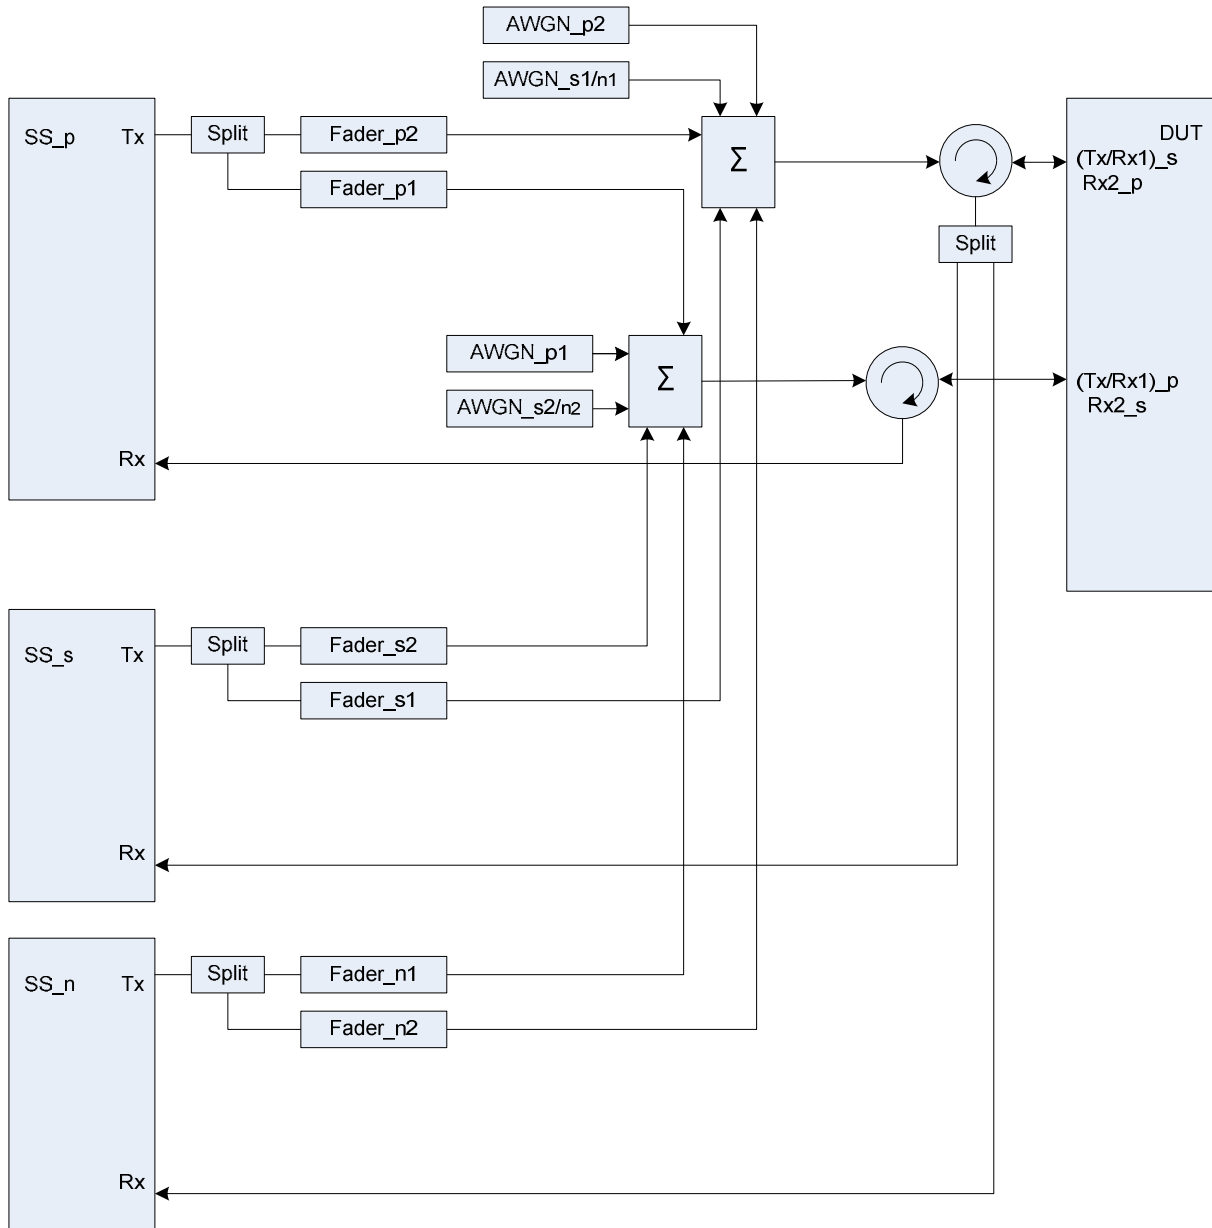 AWGN_p2
AWGN_s1/n1
SS_p Tx
Split
Fader_p2
Fader_p1
Σ
DUT
(Tx/Rx1)_s
Rx2_p
Split
AWGN_p1
AWGN_s2/n2
Σ
(Tx/Rx1)_p
Rx2_s
Rx
SS_s Tx
Split
Fader_s2
Fader_s1
Rx
SS_n Tx
Split
Fader_n1
Fader_n2
Rx